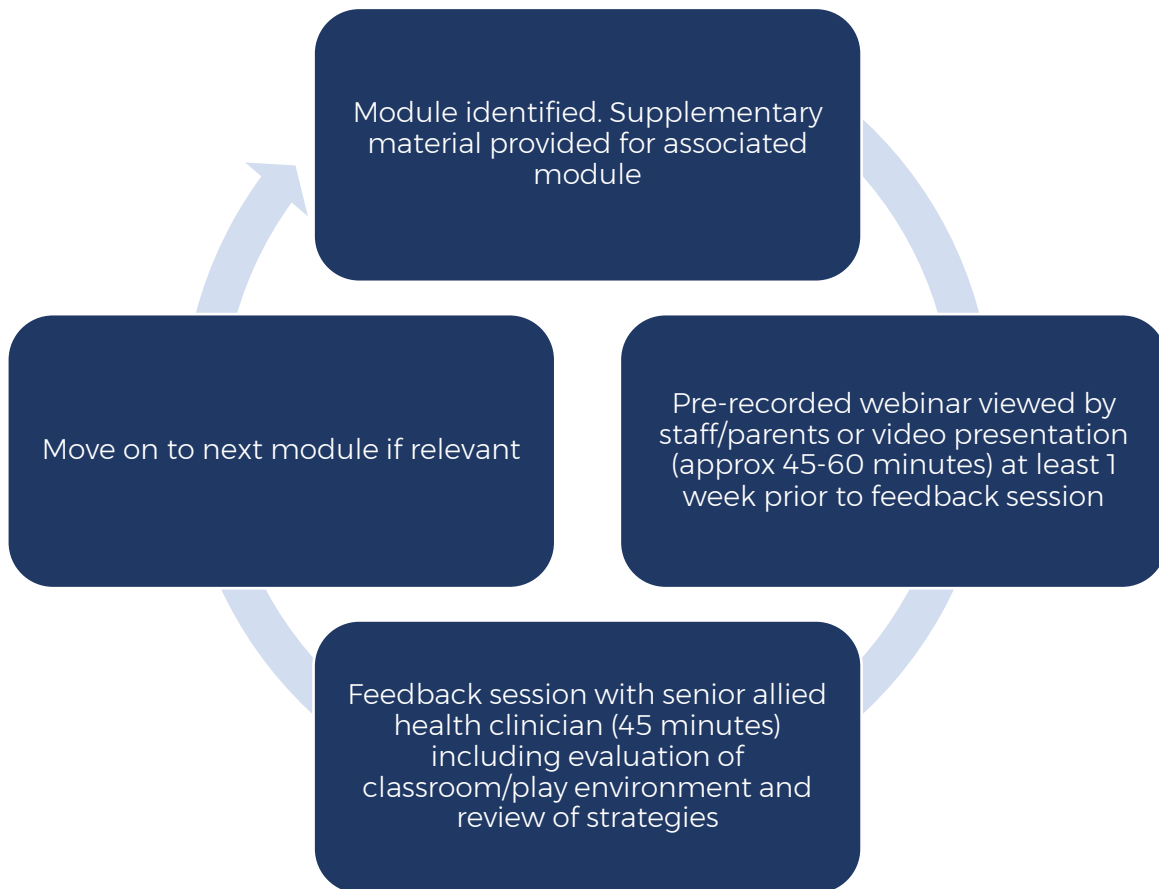 Module identified. Supplementary
material provided for associated
module
Pre-recorded webinar viewed by
staff/parents or video presentation
(approx 45-60 minutes) at least 1
week prior to feedback session
Feedback session with senior allied
health clinician (45 minutes)
including evaluation of
classroom/play environment and
review of strategies
Move on to next module if relevant